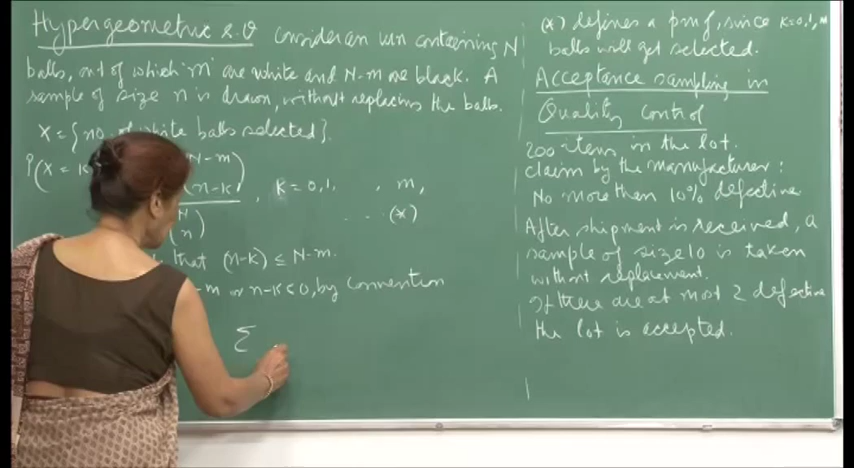 Hypergeometric r.v consider an urn containing N
balls, out of which m are white and N-m are black. A
sample of size n is drawn, without replacing the balls.
X = {no. of white balls selected}.
P(X = k
N-m)
(n-k)
, k = 0, 1, , m,
n)
... (*)
that (n-k) ≤ N-m.
-m or n-k < 0, by convention
Σ
(*) defines a pmf, since k=0,1, m
balls will get selected.
Acceptance sampling in
Quality control
200 items in the lot.
claim by the manufacturer:
No more than 10% defective
After shipment is received, a
sample of size 10 is taken
without replacement.
If there are at most 2 defective
the lot is accepted.